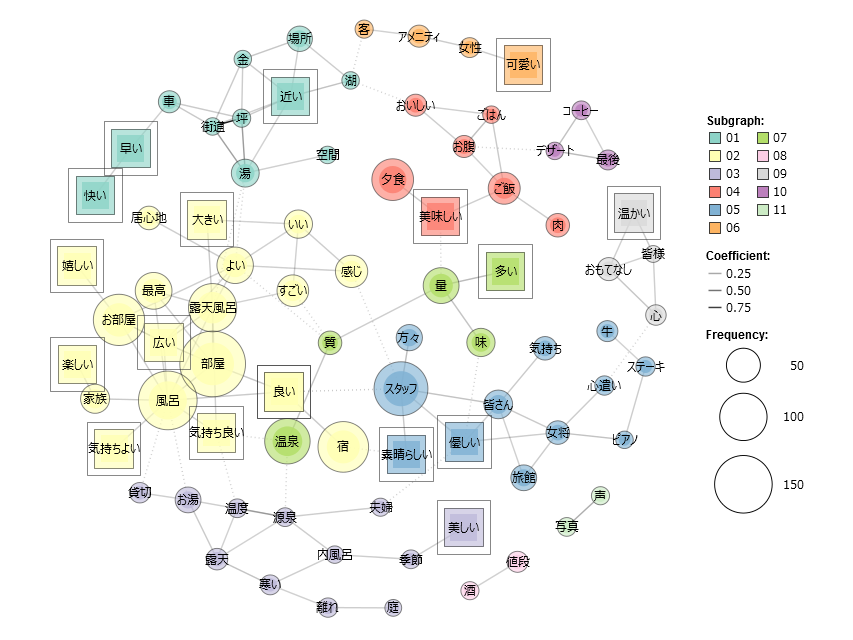 客
アメニティ
女性
可愛い
場所
金
湖
近い
車
坪
街道
早い
空間
湯
快い
おいしい
ごはん
お腹
コーヒー
デザート
最後
夕食
ご飯
美味しい
肉
温かい
皆様
おもてなし
心
居心地
大きい
いい
嬉しい
よい
感じ
最高
すごい
露天風呂
お部屋
広い
楽しい
部屋
家族
風呂
良い
気持ちよい
気持ち良い
宿
量
多い
質
味
温泉
方々
気持ち
牛
ステーキ
スタッフ
心遣い
皆さん
女将
ピアノ
優しい
素晴らしい
旅館
貸切
お湯
温度
源泉
夫婦
美しい
露天
内風呂
季節
寒い
離れ
庭
声
写真
値段
酒
Subgraph:
01 07
02 08
03 09
04 10
05 11
06
Coefficient:
0.25
0.50
0.75
Frequency:
50
100
150